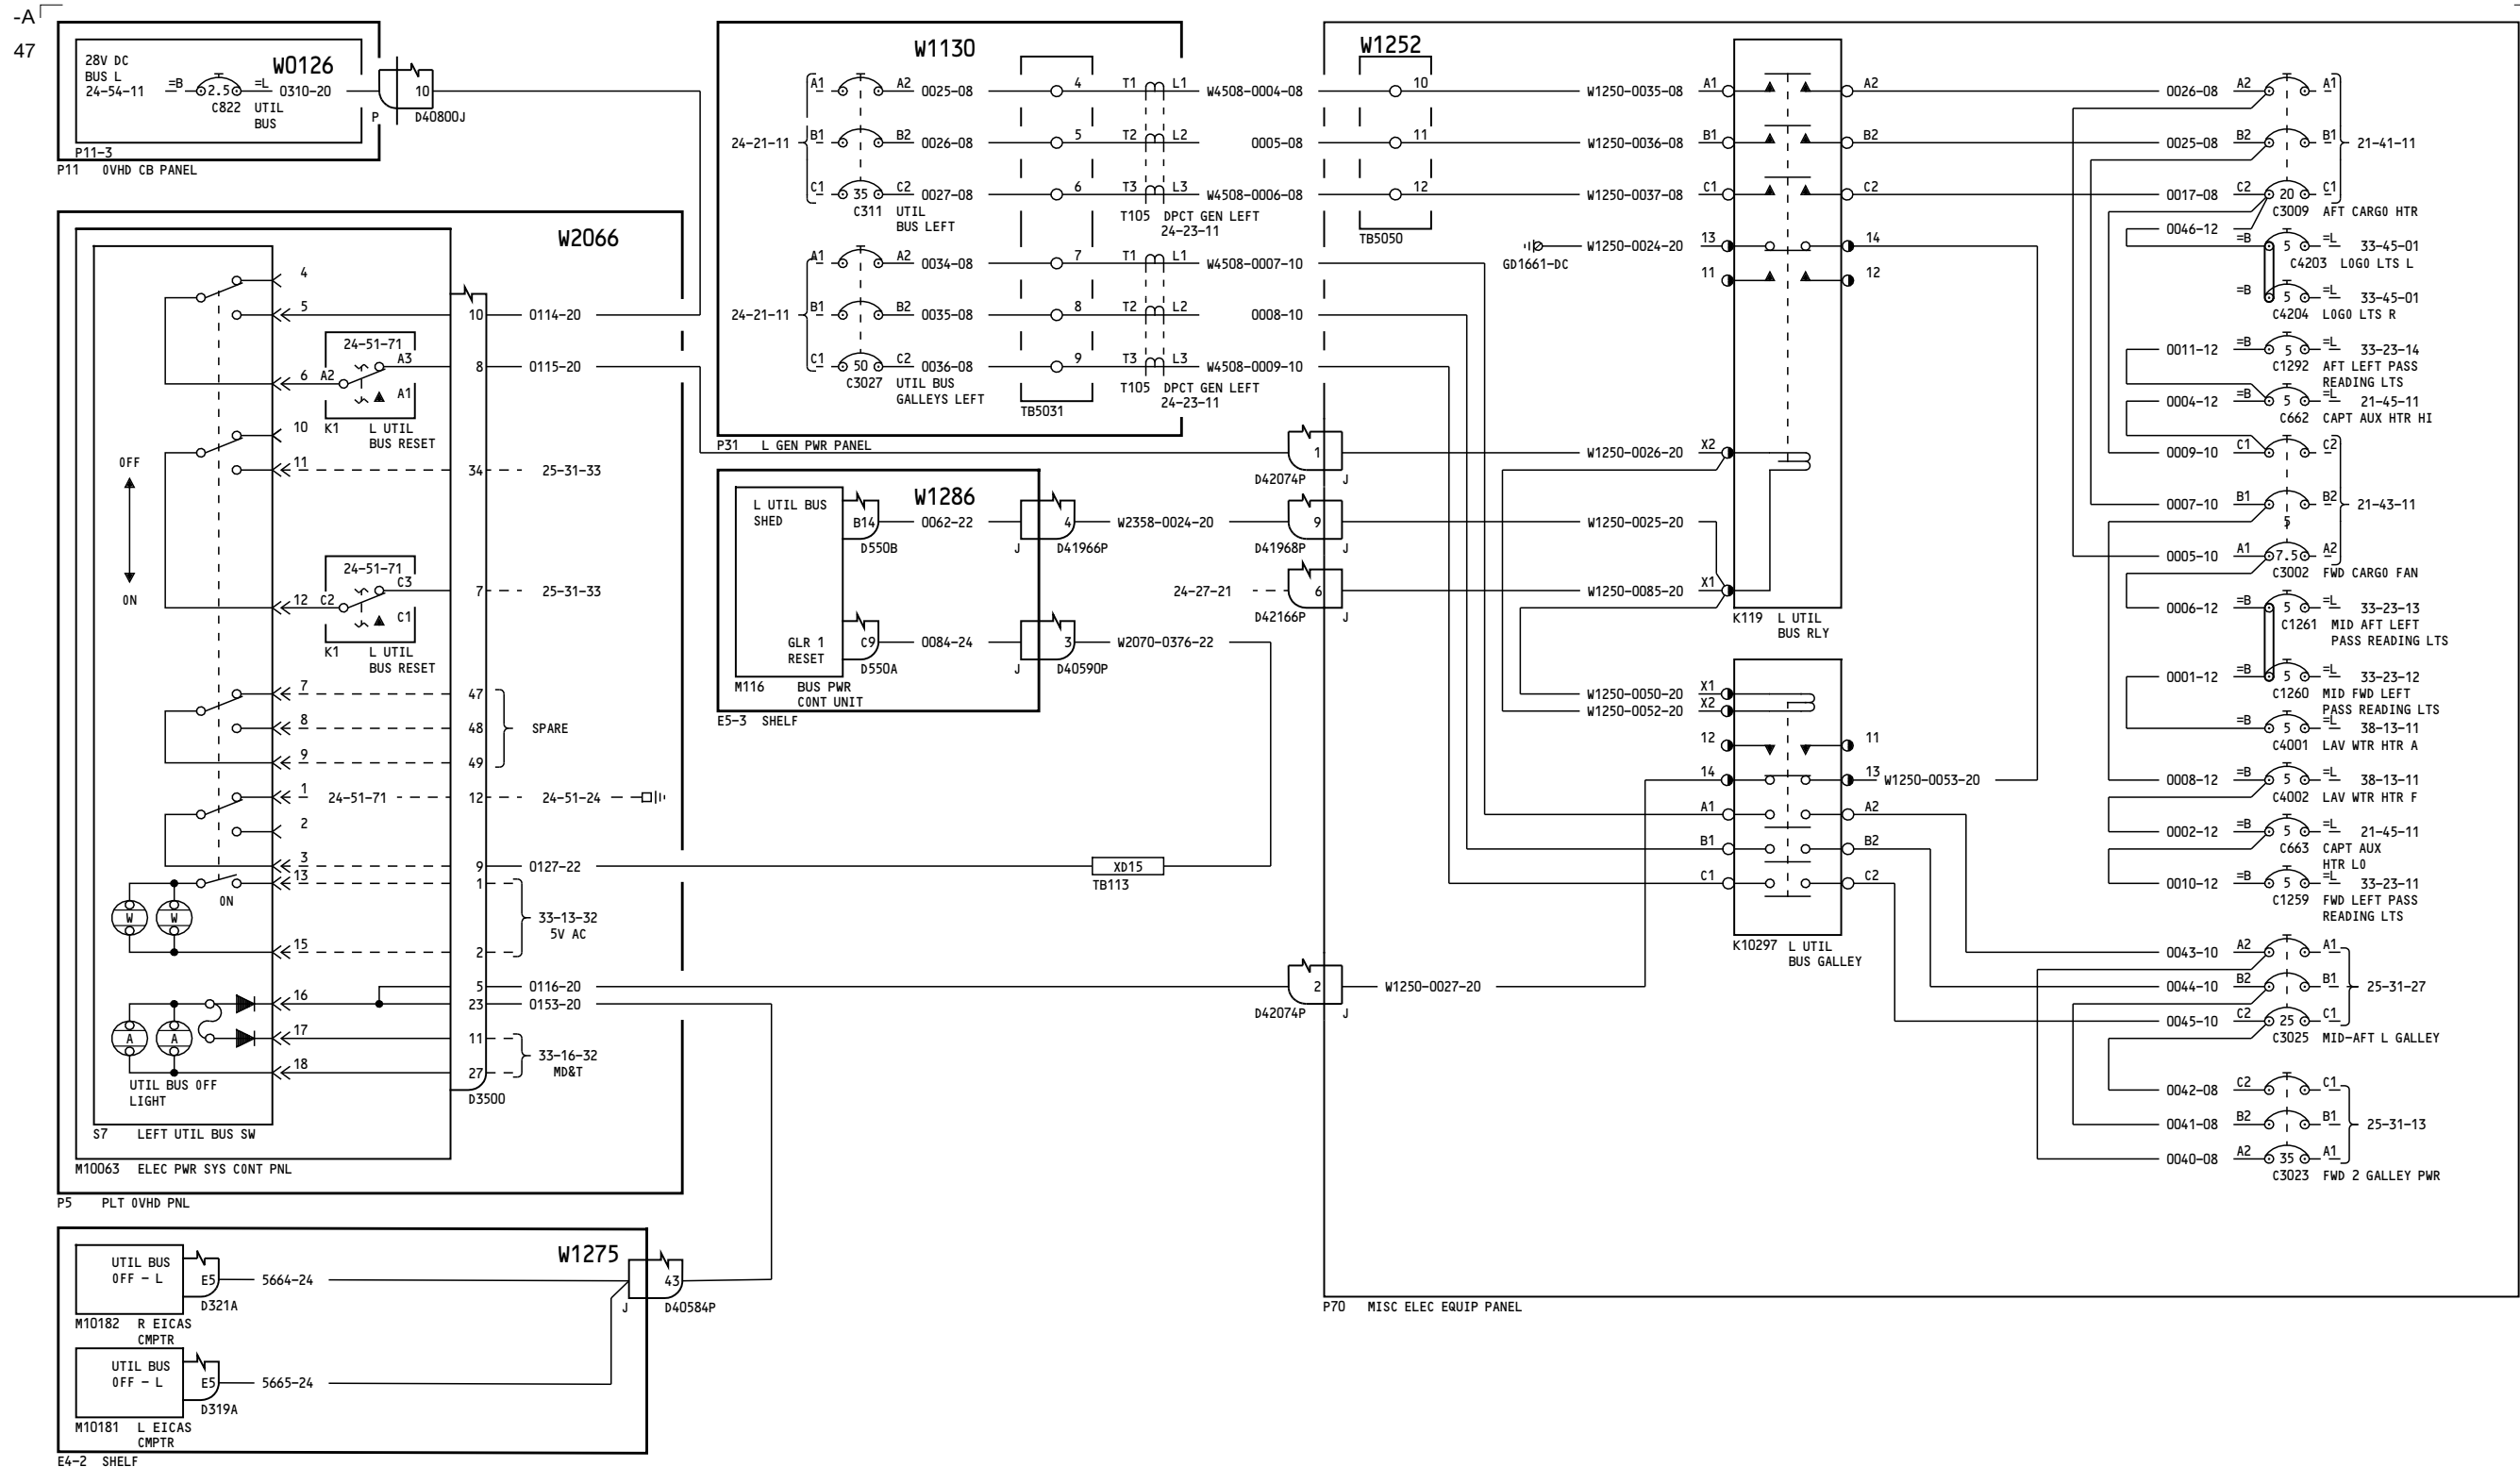 -A
47
28V DC
BUS L
24-54-11
=B
2.5
=L
0310-20
C822
UTIL
BUS
W0126
P11-3
P11 OVHD CB PANEL
10
P
D40800J
W2066
4
5
10
0114-20
24-51-71
A3
8
0115-20
6
A2
A1
K1
L UTIL
BUS RESET
10
OFF
11
34
25-31-33
ON
24-51-71
C3
7
25-31-33
12
C2
C1
K1
L UTIL
BUS RESET
7
47
8
48
SPARE
9
49
1
24-51-71
12
24-51-24
2
3
9
0127-22
13
1
ON
W
W
33-13-32
5V AC
15
2
5
0116-20
16
23
0153-20
A
A
17
11
33-16-32
MD&T
18
27
UTIL BUS OFF
LIGHT
D3500
S7 LEFT UTIL BUS SW
M10063 ELEC PWR SYS CONT PNL
P5 PLT OVHD PNL
W1275
UTIL BUS
OFF - L
E5
5664-24
43
D321A
J
D40584P
M10182 R EICAS
CMPTR
UTIL BUS
OFF - L
E5
5665-24
D319A
M10181 L EICAS
CMPTR
E4-2 SHELF
W1130
A1
A2
0025-08
4
T1
L1
W4508-0004-08
24-21-11
B1
B2
0026-08
5
T2
L2
0005-08
C1
35
C2
0027-08
6
T3
L3
W4508-0006-08
C311
UTIL
BUS LEFT
T105 DPCT GEN LEFT
24-23-11
A1
A2
0034-08
7
T1
L1
W4508-0007-10
24-21-11
B1
B2
0035-08
8
T2
L2
0008-10
C1
50
C2
0036-08
9
T3
L3
W4508-0009-10
C3027
UTIL BUS
GALLEYS LEFT
T105 DPCT GEN LEFT
24-23-11
TB5031
P31 L GEN PWR PANEL
W1286
L UTIL BUS
SHED
B14
0062-22
4
W2358-0024-20
D550B
J
D41966P
GLR 1
RESET
C9
0084-24
3
W2070-0376-22
D550A
J
D40590P
M116 BUS PWR
CONT UNIT
E5-3 SHELF
XD15
TB113
1
D42074P
J
9
D41968P
J
24-27-21
6
D42166P
J
2
D42074P
J
W1250-0027-20
W1252
10
11
12
TB5050
W1250-0035-08
A1
A2
W1250-0036-08
B1
B2
W1250-0037-08
C1
C2
GD1661-DC
W1250-0024-20
13
14
11
12
W1250-0026-20
X2
W1250-0025-20
W1250-0085-20
X1
K119 L UTIL
BUS RLY
W1250-0050-20
X1
W1250-0052-20
X2
12
11
14
13
W1250-0053-20
A1
A2
B1
B2
C1
C2
K10297 L UTIL
BUS GALLEY
0026-08
A2
A1
0025-08
B2
B1
21-41-11
0017-08
C2
20
C1
C3009 AFT CARGO HTR
0046-12
=B
5
=L
33-45-01
C4203 LOGO LTS L
=B
5
=L
33-45-01
C4204 LOGO LTS R
0011-12
=B
5
=L
33-23-14
C1292 AFT LEFT PASS
READING LTS
0004-12
=B
5
=L
21-45-11
C662 CAPT AUX HTR HI
0009-10
C1
C2
0007-10
B1
B2
21-43-11
5
0005-10
A1
7.5
A2
C3002 FWD CARGO FAN
0006-12
=B
5
=L
33-23-13
C1261 MID AFT LEFT
PASS READING LTS
0001-12
=B
5
=L
33-23-12
C1260 MID FWD LEFT
PASS READING LTS
=B
5
=L
38-13-11
C4001 LAV WTR HTR A
0008-12
=B
5
=L
38-13-11
C4002 LAV WTR HTR F
0002-12
=B
5
=L
21-45-11
C663 CAPT AUX
HTR LO
0010-12
=B
5
=L
33-23-11
C1259 FWD LEFT PASS
READING LTS
0043-10
A2
A1
0044-10
B2
B1
25-31-27
0045-10
C2
25
C1
C3025 MID-AFT L GALLEY
0042-08
C2
C1
0041-08
B2
B1
25-31-13
0040-08
A2
35
A1
C3023 FWD 2 GALLEY PWR
P70 MISC ELEC EQUIP PANEL